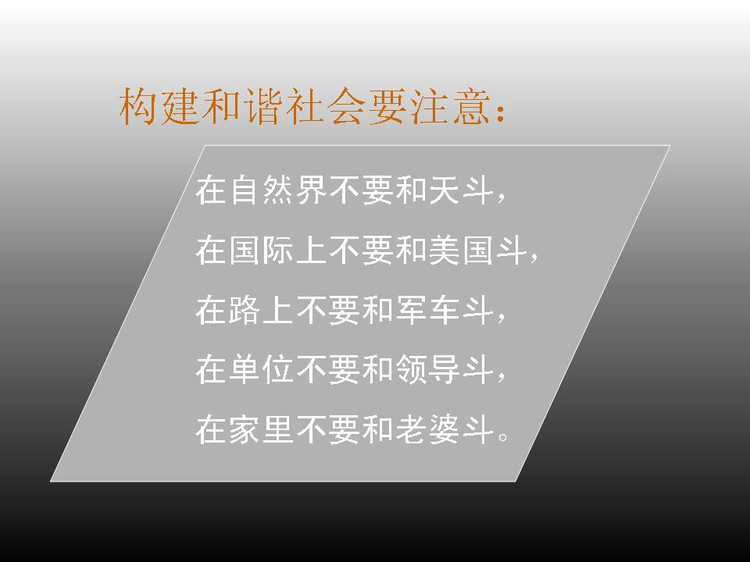 构建和谐社会要注意：
在自然界不要和天斗，
在国际上不要和美国斗，
在路上不要和军车斗，
在单位不要和领导斗，
在家里不要和老婆斗。